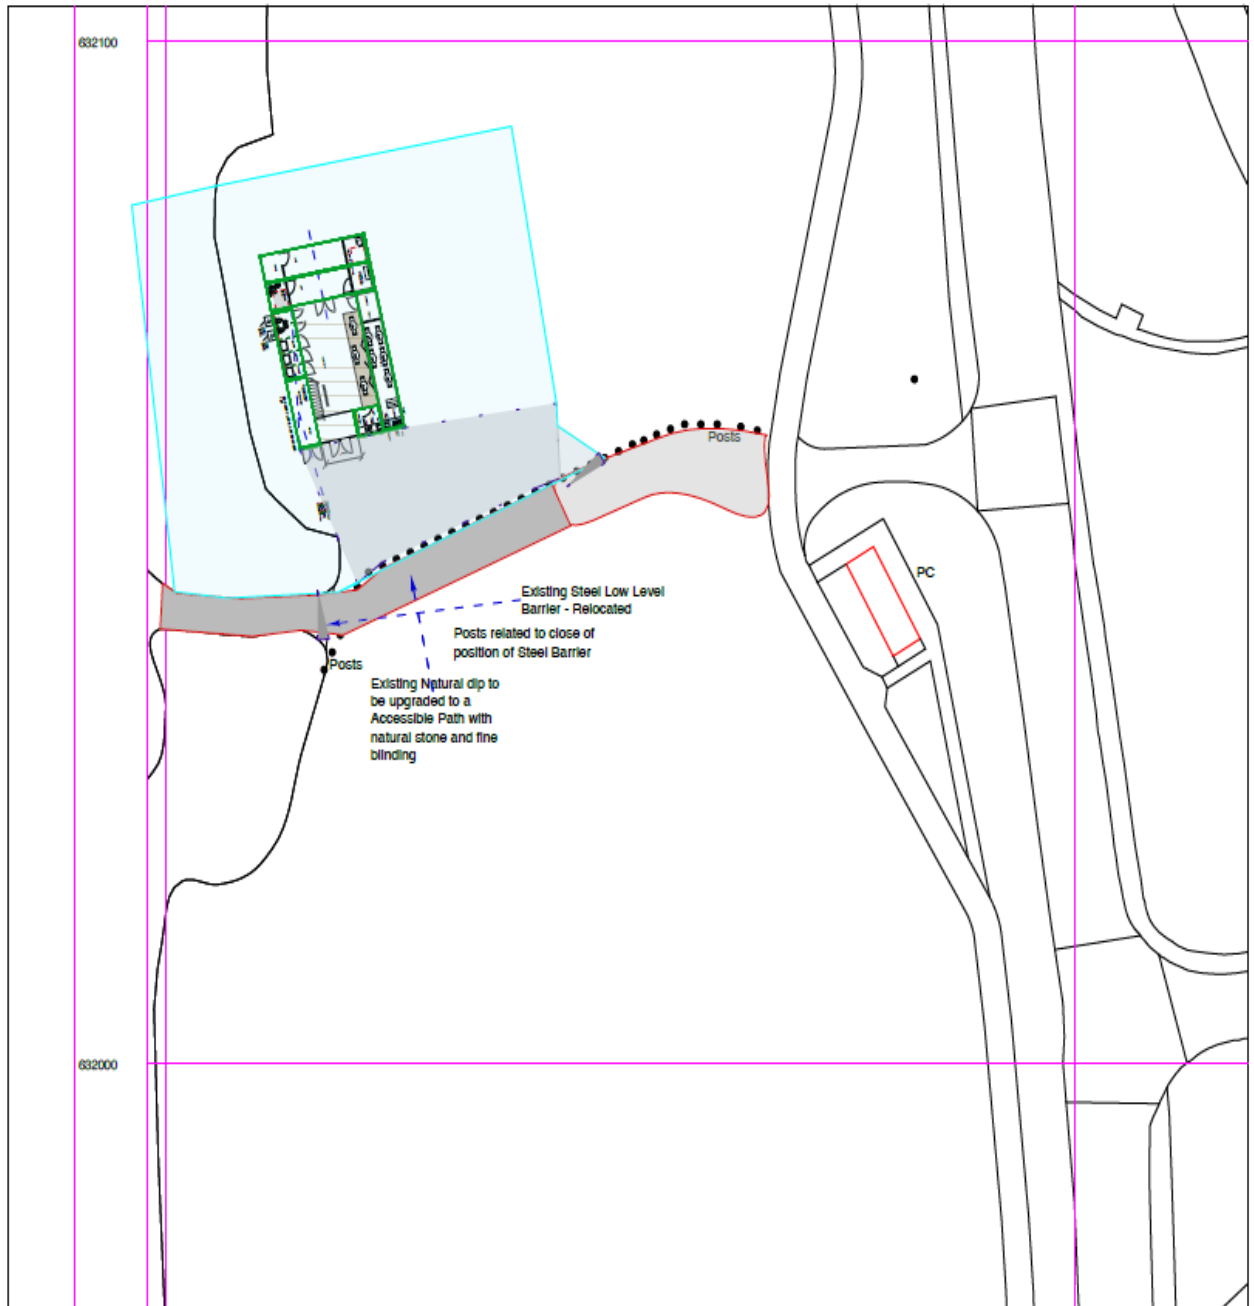 632100
Posts
PC
Existing Steel Low Level
Barrier - Relocated
Posts related to close of
position of Steel Barrier
Posts
Existing Natural dip to
be upgraded to a
Accessible Path with
natural stone and fine
blinding
632000